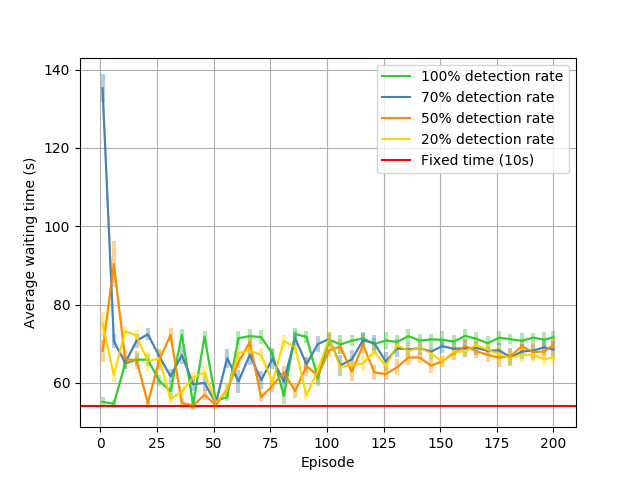 140
120
100
80
60
Average waiting time (s)
100% detection rate
70% detection rate
50% detection rate
20% detection rate
Fixed time (10s)
0 25 50 75 100 125 150 175 200
Episode